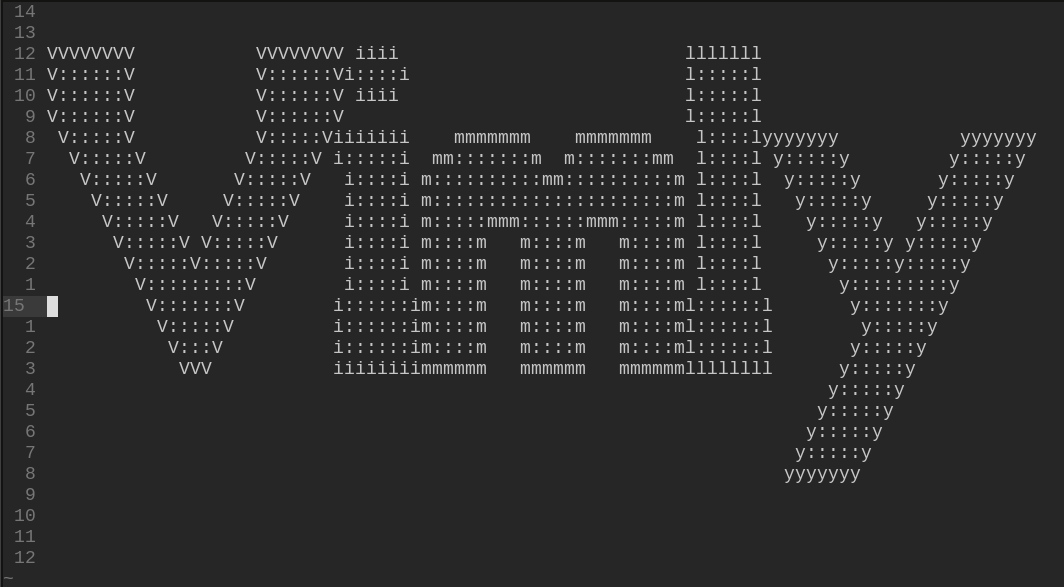 14
13
12 VVVVVVVV           VVVVVVVV iiii                          lllllll
11 V::::::V           V::::::Vi::::i                         l:::::l
10 V::::::V           V::::::V iiii                          l:::::l
9 V::::::V           V::::::V                               l:::::l
8  V:::::V           V:::::Viiiiiii    mmmmmmm    mmmmmmm    l::::lyyyyyyy           yyyyyyy
7   V:::::V         V:::::V i:::::i  mm:::::::m  m:::::::mm  l::::l y:::::y         y:::::y
6    V:::::V       V:::::V   i::::i m::::::::::mm::::::::::m l::::l  y:::::y       y:::::y
5     V:::::V     V:::::V    i::::i m::::::::::::::::::::::m l::::l   y:::::y     y:::::y
4      V:::::V   V:::::V     i::::i m:::::mmm::::::mmm:::::m l::::l    y:::::y   y:::::y
3       V:::::V V:::::V      i::::i m::::m   m::::m   m::::m l::::l     y:::::y y:::::y
2        V:::::V:::::V       i::::i m::::m   m::::m   m::::m l::::l      y:::::y:::::y
1         V:::::::::V        i::::i m::::m   m::::m   m::::m l::::l       y:::::::::y
15          V:::::::V        i::::::im::::m   m::::m   m::::ml::::::l       y:::::::y
1           V:::::V         i::::::im::::m   m::::m   m::::ml::::::l        y:::::y
2            V:::V          i::::::im::::m   m::::m   m::::ml::::::l       y:::::y
3             VVV           iiiiiiiimmmmmm   mmmmmm   mmmmmmllllllll      y:::::y
4                                                                        y:::::y
5                                                                       y:::::y
6                                                                      y:::::y
7                                                                     y:::::y
8                                                                    yyyyyyy
9
10
11
12
~